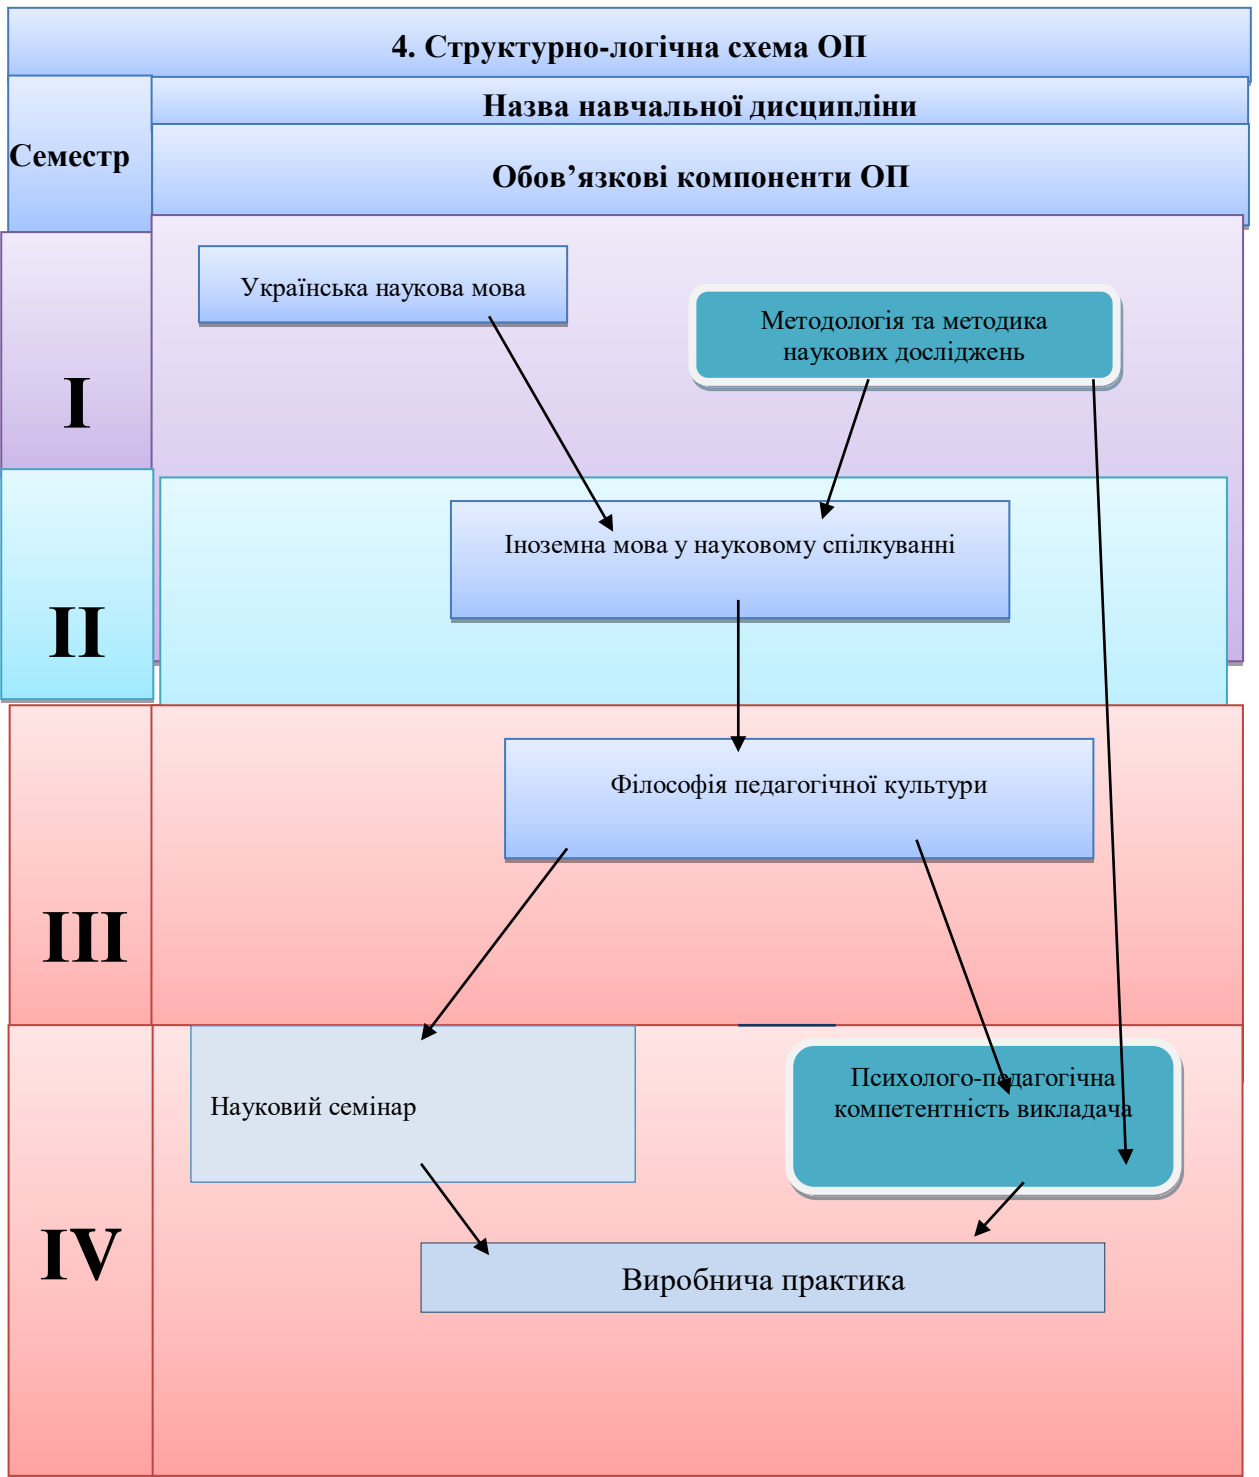 4. Структурно-логічна схема ОП
Семестр
Назва навчальної дисципліни
Обов’язкові компоненти ОП
I
Українська наукова мова
Методологія та методика
наукових досліджень
II
Іноземна мова у науковому спілкуванні
III
Філософія педагогічної культури
IV
Науковий семінар
Психолого-педагогічна
компетентність викладача
Виробнича практика